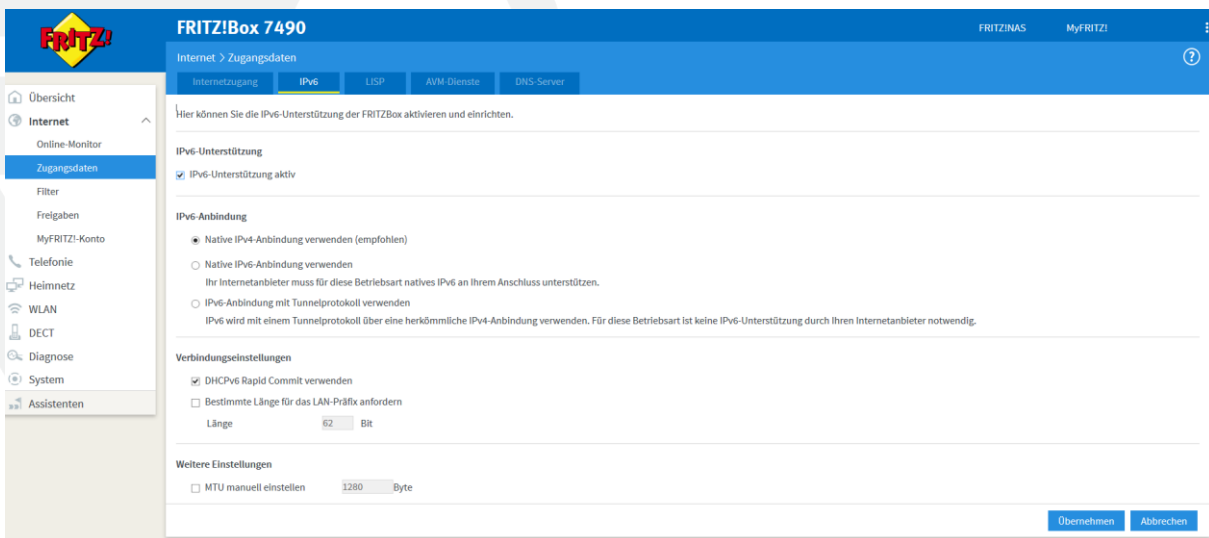 FRITZ!
FRITZ!Box 7490
FRITZ!NAS
MyFRITZ!
Internet > Zugangsdaten
?
Internetzugang
IPv6
LISP
AVM-Dienste
DNS-Server
Übersicht
Internet
Online-Monitor
Zugangsdaten
Filter
Freigaben
MyFRITZ!-Konto
Telefonie
Heimnetz
WLAN
DECT
Diagnose
System
Assistenten
Hier können Sie die IPv6-Unterstützung der FRITZBox aktivieren und einrichten.
IPv6-Unterstützung
IPv6-Unterstützung aktiv
IPv6-Anbindung
Native IPv4-Anbindung verwenden (empfohlen)
Native IPv6-Anbindung verwenden
Ihr Internetanbieter muss für diese Betriebsart natives IPv6 an Ihrem Anschluss unterstützen.
IPv6-Anbindung mit Tunnelprotokoll verwenden
IPv6 wird mit einem Tunnelprotokoll über eine herkömmliche IPv4-Anbindung verwenden. Für diese Betriebsart ist keine IPv6-Unterstützung durch Ihren Internetanbieter notwendig.
Verbindungseinstellungen
DHCPv6 Rapid Commit verwenden
Bestimmte Länge für das LAN-Präfix anfordern
Länge 62 Bit
Weitere Einstellungen
MTU manuell einstellen 1280 Byte
Übernehmen
Abbrechen